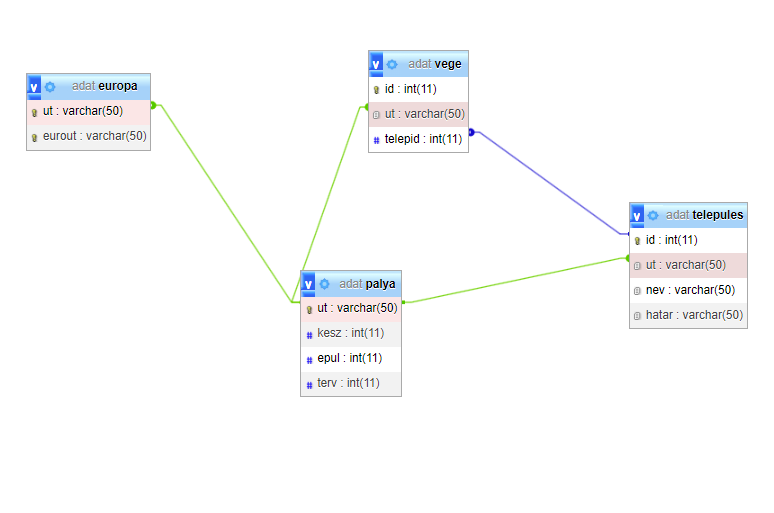 adat europa
ut : varchar(50)
eurout : varchar(50)
adat vege
id : int(11)
ut : varchar(50)
telepid : int(11)
adat telepules
id : int(11)
ut : varchar(50)
nev : varchar(50)
hatar : varchar(50)
adat palya
ut : varchar(50)
kesz : int(11)
epul : int(11)
terv : int(11)